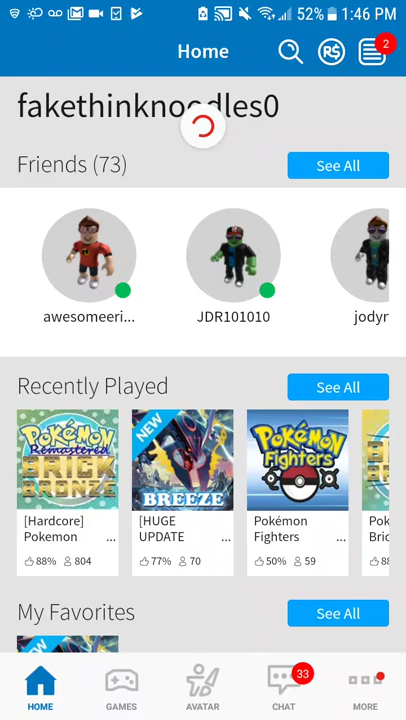 52% 1:46 PM
Home
R$
2
fakethinknoodles0
Friends (73)
See All
awesomeeri...
JDR101010
jodyr
Recently Played
See All
POKéMON
Remastered
BRICK
BRONZE
NEW
BREEZE
POKéMON
Fighters
[Hardcore]
Pokemon ...
88% 804
[HUGE
UPDATE ...
77% 70
Pokémon
Fighters ...
50% 59
Pok
Bric
88
My Favorites
See All
HOME
GAMES
AVATAR
33
CHAT
MORE